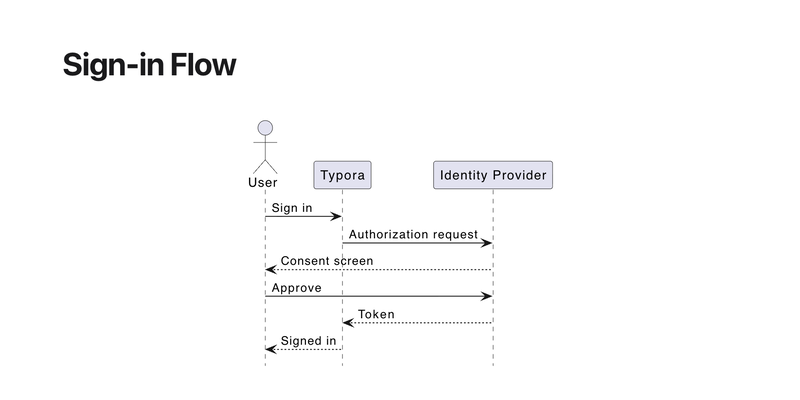 Sign-in Flow
User
Typora
Identity Provider
Sign in
Authorization request
Consent screen
Approve
Token
Signed in